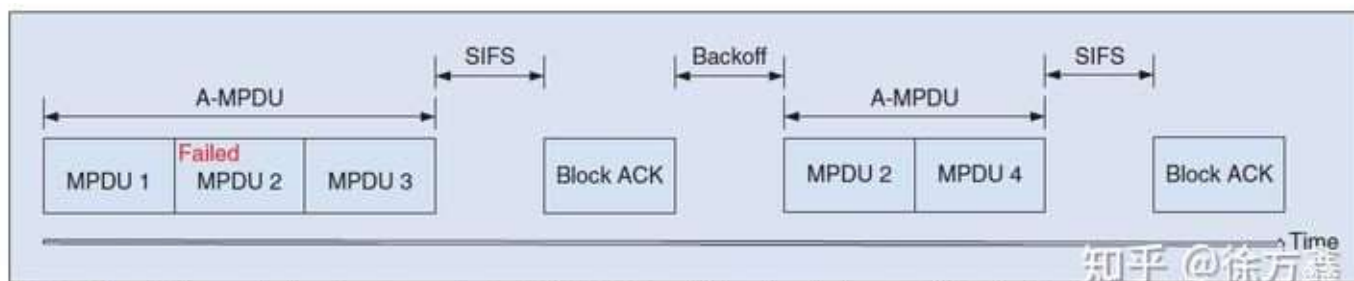 SIFS
Backoff
SIFS
A-MPDU
A-MPDU
Failed
MPDU 1
MPDU 2
MPDU 3
Block ACK
MPDU 2
MPDU 4
Block ACK
Time
知乎 @徐方鑫